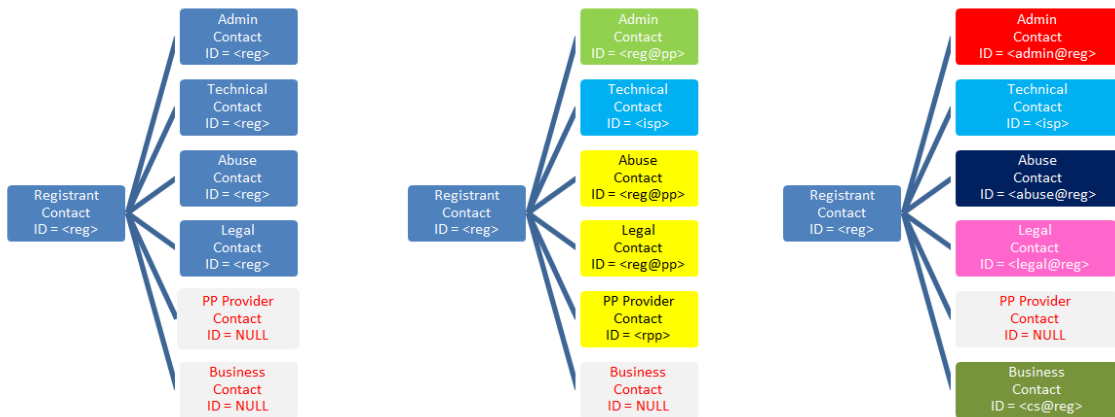 Admin
Contact
ID = <reg>
Technical
Contact
ID = <reg>
Abuse
Contact
ID = <reg>
Registrant
Contact
ID = <reg>
Legal
Contact
ID = <reg>
PP Provider
Contact
ID = NULL
Business
Contact
ID = NULL
Admin
Contact
ID = <reg@pp>
Technical
Contact
ID = <isp>
Abuse
Contact
ID = <reg@pp>
Registrant
Contact
ID = <reg>
Legal
Contact
ID = <reg@pp>
PP Provider
Contact
ID = <rpp>
Business
Contact
ID = NULL
Admin
Contact
ID = <admin@reg>
Technical
Contact
ID = <isp>
Abuse
Contact
ID = <abuse@reg>
Registrant
Contact
ID = <reg>
Legal
Contact
ID = <legal@reg>
PP Provider
Contact
ID = NULL
Business
Contact
ID = <cs@reg>